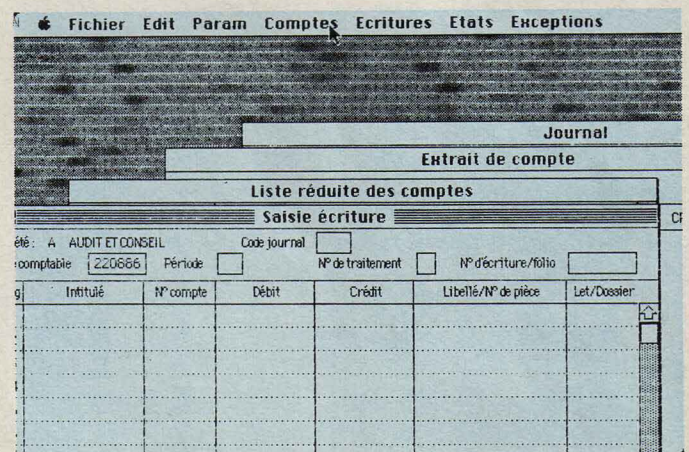 Fichier Edit Param Comptes Ecritures Etats Exceptions
Journal
Extrait de compte
Liste réduite des comptes
Saisie écriture
été : A AUDIT ET CONSEIL Code journal
comptable 220886 Période N° de traitement N° d'écriture/folio
Intitulé N° compte Débit Crédit Libellé/N° de pièce Let/Dossier